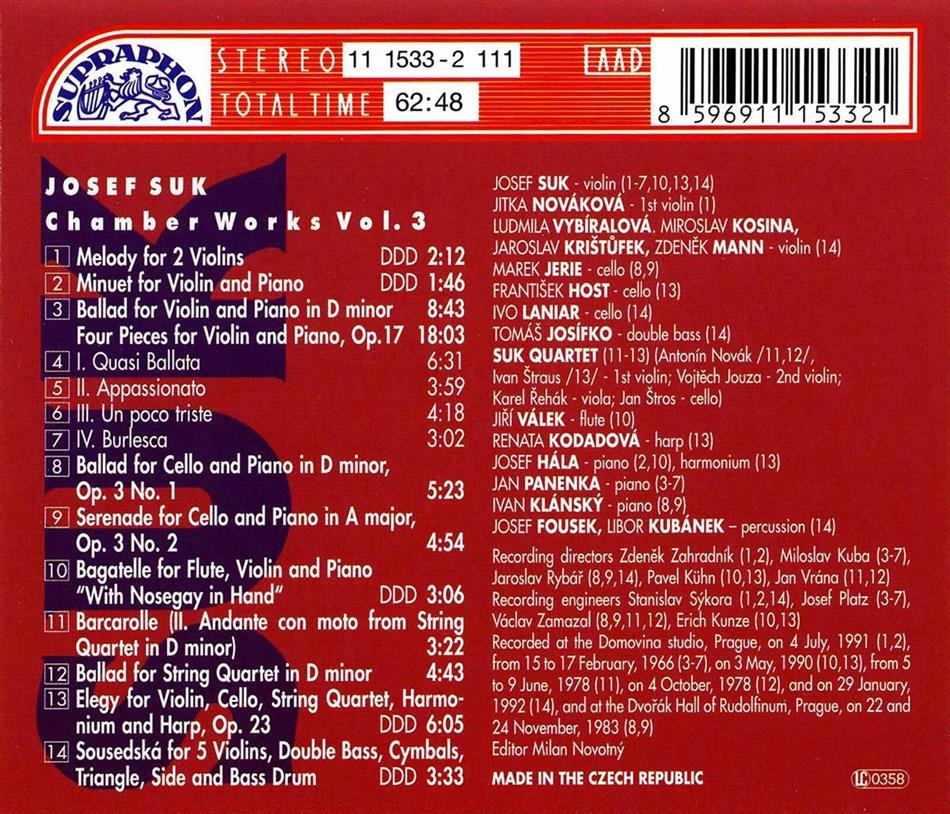 SUPRAPHON
STEREO 11 1533-2 111
AAD
TOTAL TIME 62:48
8 596911 153321
SUK
JOSEF SUK
Chamber Works Vol. 3
1 Melody for 2 Violins DDD 2:12
2 Minuet for Violin and Piano DDD 1:46
3 Ballad for Violin and Piano in D minor 8:43
Four Pieces for Violin and Piano, Op.17 18:03
4 I. Quasi Ballata 6:31
5 II. Appassionato 3:59
6 III. Un poco triste 4:18
7 IV. Burlesca 3:02
8 Ballad for Cello and Piano in D minor,
Op. 3 No. 1 5:23
9 Serenade for Cello and Piano in A major,
Op. 3 No. 2 4:54
10 Bagatelle for Flute, Violin and Piano
“With Nosegay in Hand“ DDD 3:06
11 Barcarolle (II. Andante con moto from String
Quartet in D minor) 3:22
12 Ballad for String Quartet in D minor 4:43
13 Elegy for Violin, Cello, String Quartet, Harmo-
nium and Harp, Op. 23 DDD 6:05
14 Sousedská for 5 Violins, Double Bass, Cymbals,
Triangle, Side and Bass Drum DDD 3:33
JOSEF SUK - violin (1-7,10,13,14)
JITKA NOVÁKOVÁ - 1st violin (1)
LUDMILA VYBÍRALOVÁ. MIROSLAV KOSINA,
JAROSLAV KRIŠTŮFEK, ZDENĚK MANN - violin (14)
MAREK JERIE - cello (8,9)
FRANTIŠEK HOST - cello (13)
IVO LANIAR - cello (14)
TOMÁŠ JOSÍFKO - double bass (14)
SUK QUARTET (11-13) (Antonín Novák /11,12/,
Ivan Štraus /13/ - 1st violin; Vojtěch Jouza - 2nd violin;
Karel Řehák - viola; Jan Štros - cello)
JIŘÍ VÁLEK - flute (10)
RENATA KODADOVÁ - harp (13)
JOSEF HÁLA - piano (2,10), harmonium (13)
JAN PANENKA - piano (3-7)
IVAN KLÁNSKÝ - piano (8,9)
JOSEF FOUSEK, LIBOR KUBÁNEK – percussion (14)
Recording directors Zdeněk Zahradník (1,2), Miloslav Kuba (3-7),
Jaroslav Rybář (8,9,14), Pavel Kühn (10,13), Jan Vrána (11,12)
Recording engineers Stanislav Sýkora (1,2,14), Josef Platz (3-7),
Václav Zamazal (8,9,11,12), Erich Kunze (10,13)
Recorded at the Domovina studio, Prague, on 4 July, 1991 (1,2),
from 15 to 17 February, 1966 (3-7), on 3 May, 1990 (10,13), from 5
to 9 June, 1978 (11), on 4 October, 1978 (12), and on 29 January,
1992 (14), and at the Dvořák Hall of Rudolfinum, Prague, on 22 and
24 November, 1983 (8,9)
Editor Milan Novotný
MADE IN THE CZECH REPUBLIC
LC 0358